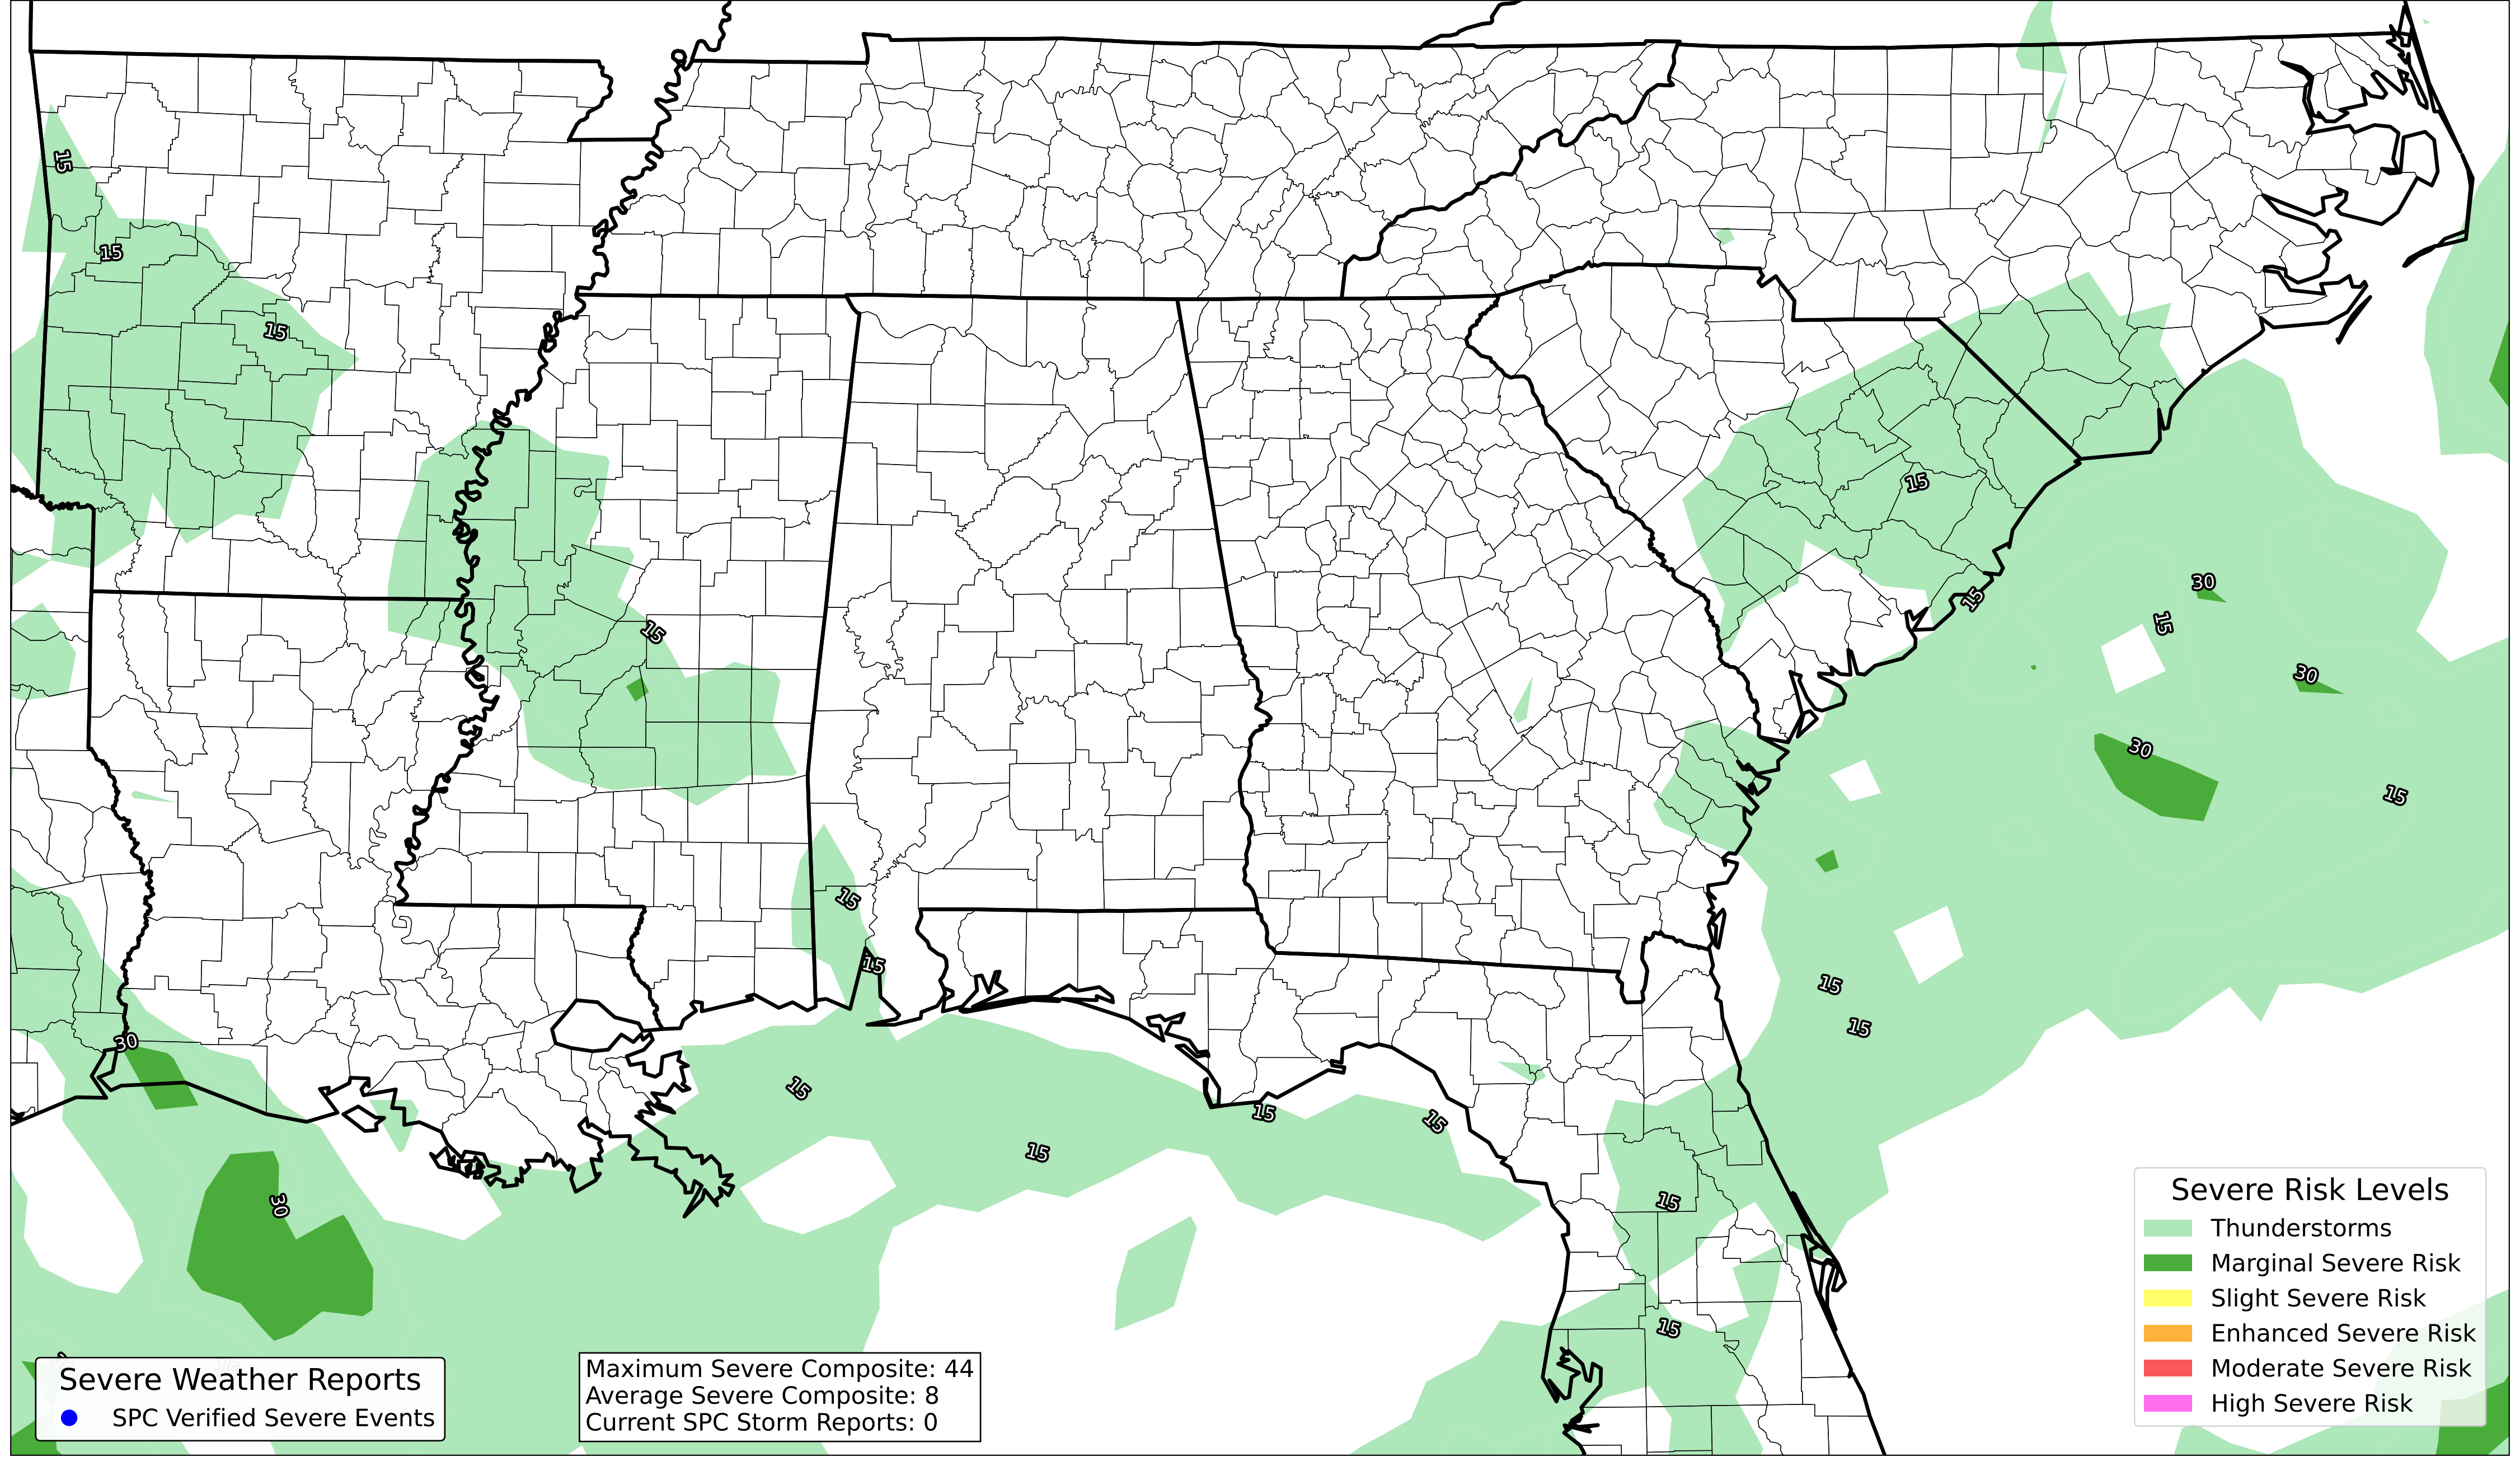 15
15
15
15
30
15
15
30
15
30
15
15
15
30
15
15
15
15
15
15
15
30
15
15
Severe Risk Levels
Thunderstorms
Marginal Severe Risk
Slight Severe Risk
Enhanced Severe Risk
Moderate Severe Risk
High Severe Risk
Severe Weather Reports
SPC Verified Severe Events
Maximum Severe Composite: 44
Average Severe Composite: 8
Current SPC Storm Reports: 0